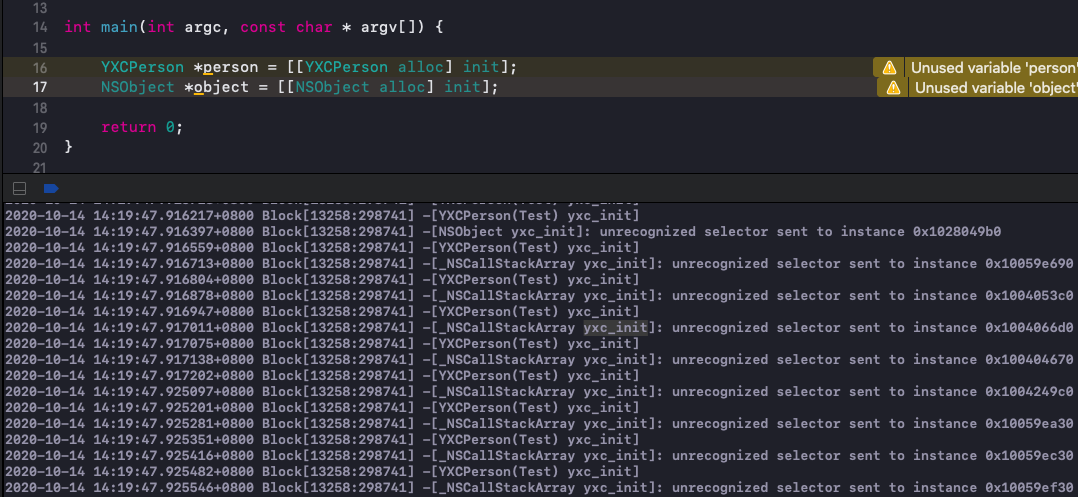 13
14 int main(int argc, const char * argv[]) {
15
16 YXCPerson *person = [[YXCPerson alloc] init]; Unused variable 'person'
17 NSObject *object = [[NSObject alloc] init]; Unused variable 'object'
18
19 return 0;
20 }
21
2020-10-14 14:19:47.916217+0800 Block[13258:298741] -[YXCPerson(Test) yxc_init]
2020-10-14 14:19:47.916397+0800 Block[13258:298741] -[NSObject yxc_init]: unrecognized selector sent to instance 0x1028049b0
2020-10-14 14:19:47.916559+0800 Block[13258:298741] -[YXCPerson(Test) yxc_init]
2020-10-14 14:19:47.916713+0800 Block[13258:298741] -[_NSCallStackArray yxc_init]: unrecognized selector sent to instance 0x10059e690
2020-10-14 14:19:47.916804+0800 Block[13258:298741] -[YXCPerson(Test) yxc_init]
2020-10-14 14:19:47.916878+0800 Block[13258:298741] -[_NSCallStackArray yxc_init]: unrecognized selector sent to instance 0x1004053c0
2020-10-14 14:19:47.916947+0800 Block[13258:298741] -[YXCPerson(Test) yxc_init]
2020-10-14 14:19:47.917011+0800 Block[13258:298741] -[_NSCallStackArray yxc_init]: unrecognized selector sent to instance 0x1004066d0
2020-10-14 14:19:47.917075+0800 Block[13258:298741] -[YXCPerson(Test) yxc_init]
2020-10-14 14:19:47.917138+0800 Block[13258:298741] -[_NSCallStackArray yxc_init]: unrecognized selector sent to instance 0x100404670
2020-10-14 14:19:47.917202+0800 Block[13258:298741] -[YXCPerson(Test) yxc_init]
2020-10-14 14:19:47.925097+0800 Block[13258:298741] -[_NSCallStackArray yxc_init]: unrecognized selector sent to instance 0x1004249c0
2020-10-14 14:19:47.925201+0800 Block[13258:298741] -[YXCPerson(Test) yxc_init]
2020-10-14 14:19:47.925281+0800 Block[13258:298741] -[_NSCallStackArray yxc_init]: unrecognized selector sent to instance 0x10059ea30
2020-10-14 14:19:47.925351+0800 Block[13258:298741] -[YXCPerson(Test) yxc_init]
2020-10-14 14:19:47.925416+0800 Block[13258:298741] -[_NSCallStackArray yxc_init]: unrecognized selector sent to instance 0x10059ec30
2020-10-14 14:19:47.925482+0800 Block[13258:298741] -[YXCPerson(Test) yxc_init]
2020-10-14 14:19:47.925546+0800 Block[13258:298741] -[_NSCallStackArray yxc_init]: unrecognized selector sent to instance 0x10059ef30